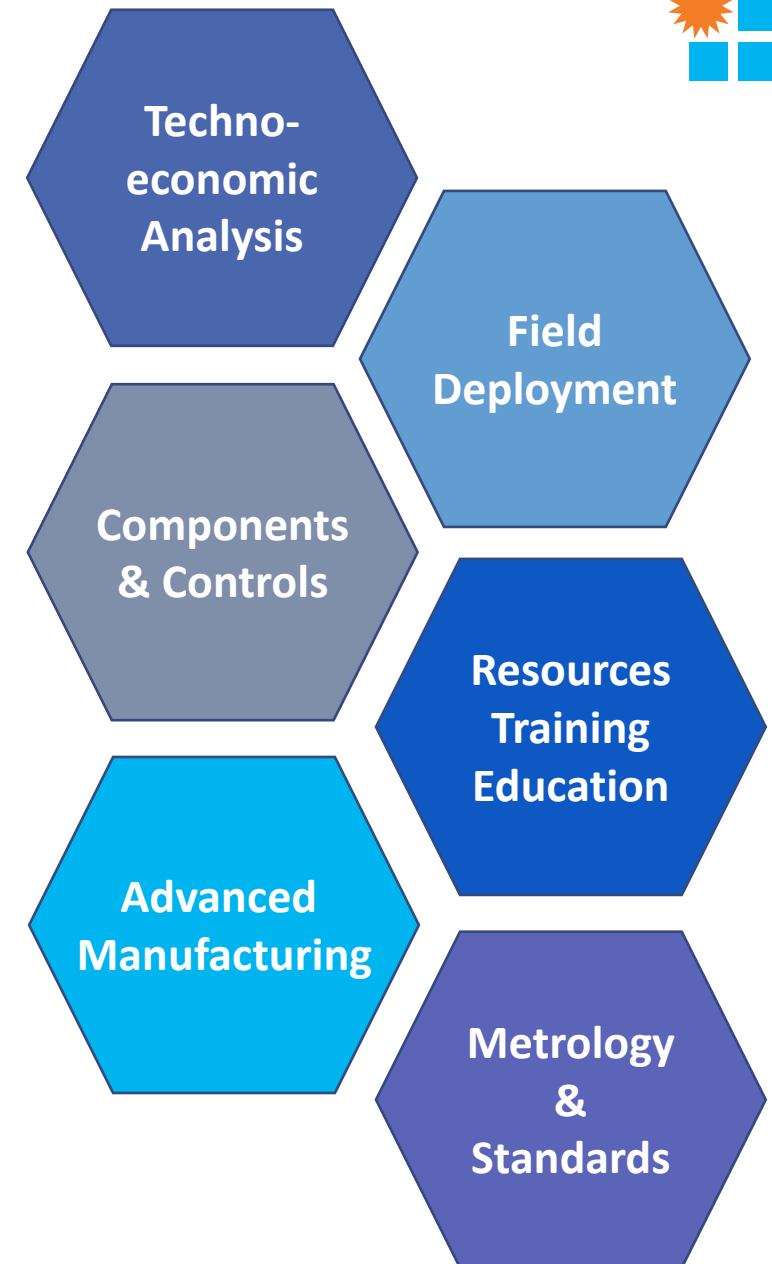 Techno-
economic
Analysis
Field
Deployment
Components
& Controls
Resources
Training
Education
Advanced
Manufacturing
Metrology
&
Standards